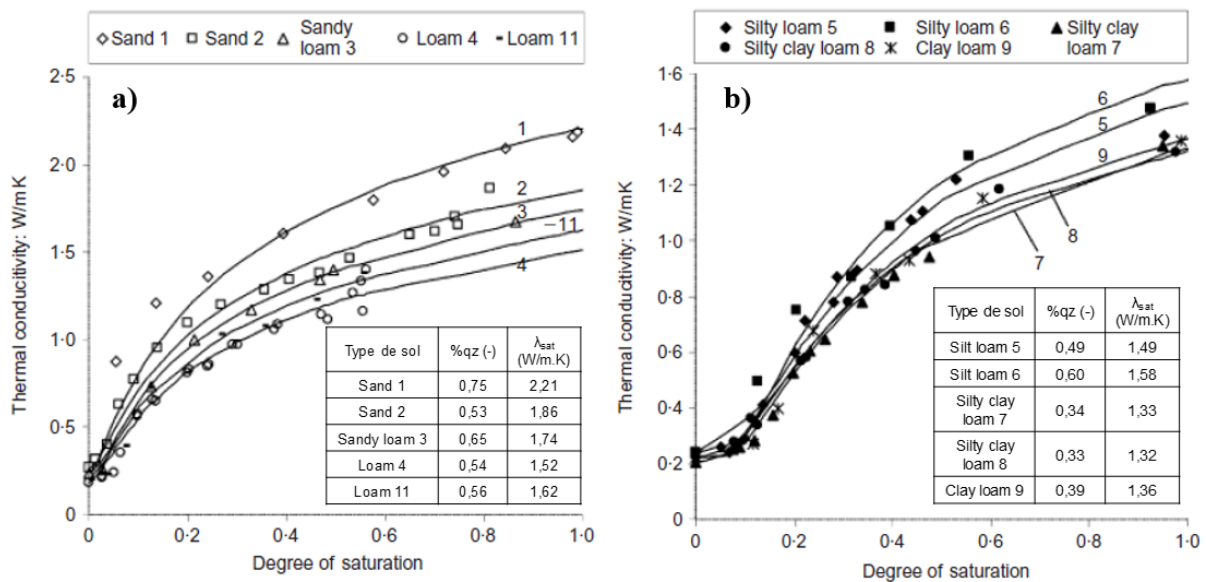 Sand 1 Sand 2 Sandy loam 3 Loam 4 Loam 11
a)
Thermal conductivity: W/mK
2·5
2·0
1·5
1·0
0·5
0
1
2
3
11
4
Type de sol %qz (-) λsat (W/m.K)
Sand 1 0,75 2,21
Sand 2 0,53 1,86
Sandy loam 3 0,65 1,74
Loam 4 0,54 1,52
Loam 11 0,56 1,62
0 0·2 0·4 0·6 0·8 1·0
Degree of saturation
Silty loam 5 Silty loam 6 Silty clay loam 7
Silty clay loam 8 Clay loam 9
b)
Thermal conducitivity: W/mK
1·6
1·4
1·2
1·0
0·8
0·6
0·4
0·2
0
6
5
9
8
7
Type de sol %qz (-) λsat (W/m.K)
Silt loam 5 0,49 1,49
Silt loam 6 0,60 1,58
Silty clay loam 7 0,34 1,33
Silty clay loam 8 0,33 1,32
Clay loam 9 0,39 1,36
0 0·2 0·4 0·6 0·8 1·0
Degree of saturation